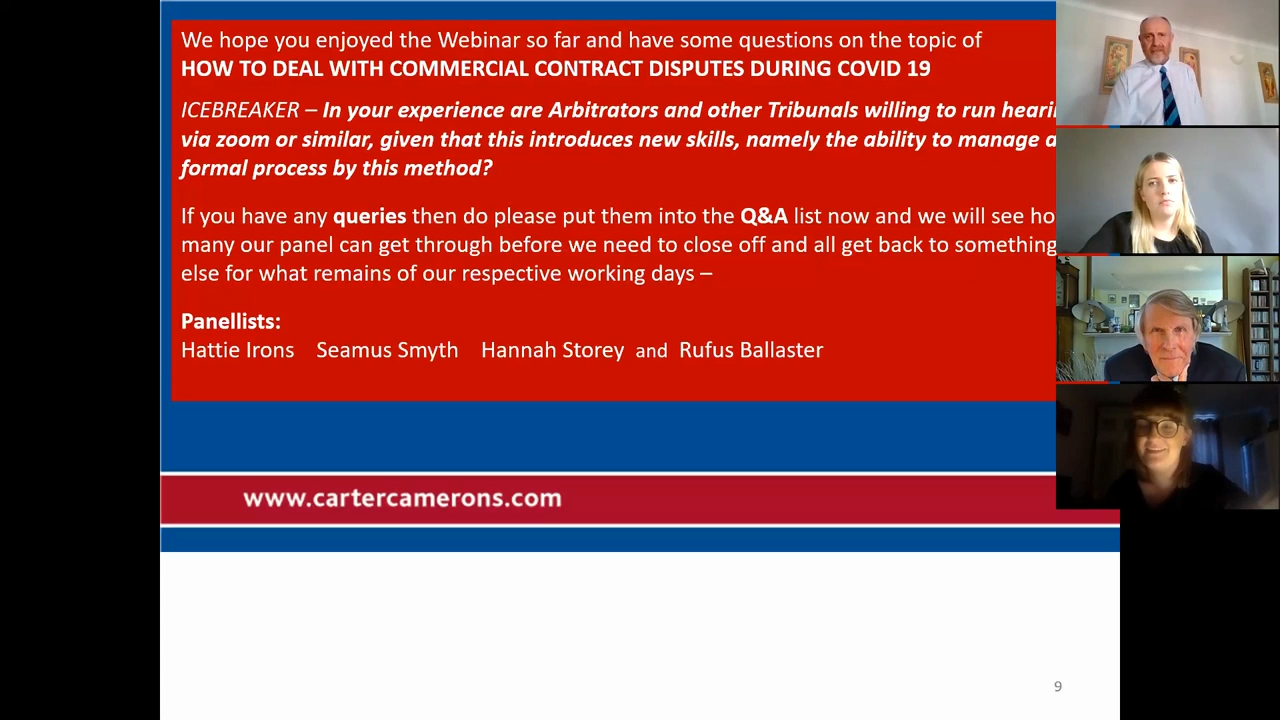 We hope you enjoyed the Webinar so far and have some questions on the topic of
HOW TO DEAL WITH COMMERCIAL CONTRACT DISPUTES DURING COVID 19
ICEBREAKER – In your experience are Arbitrators and other Tribunals willing to run
via zoom or similar, given that this introduces new skills, namely the ability to manage a
formal process by this method?
If you have any queries then do please put them into the Q&A list now and we will see
many our panel can get through before we need to close off and all get back to something
else for what remains of our respective working days –
Panellists:
Hattie Irons Seamus Smyth Hannah Storey and Rufus Ballaster
www.cartercamerons.com
9